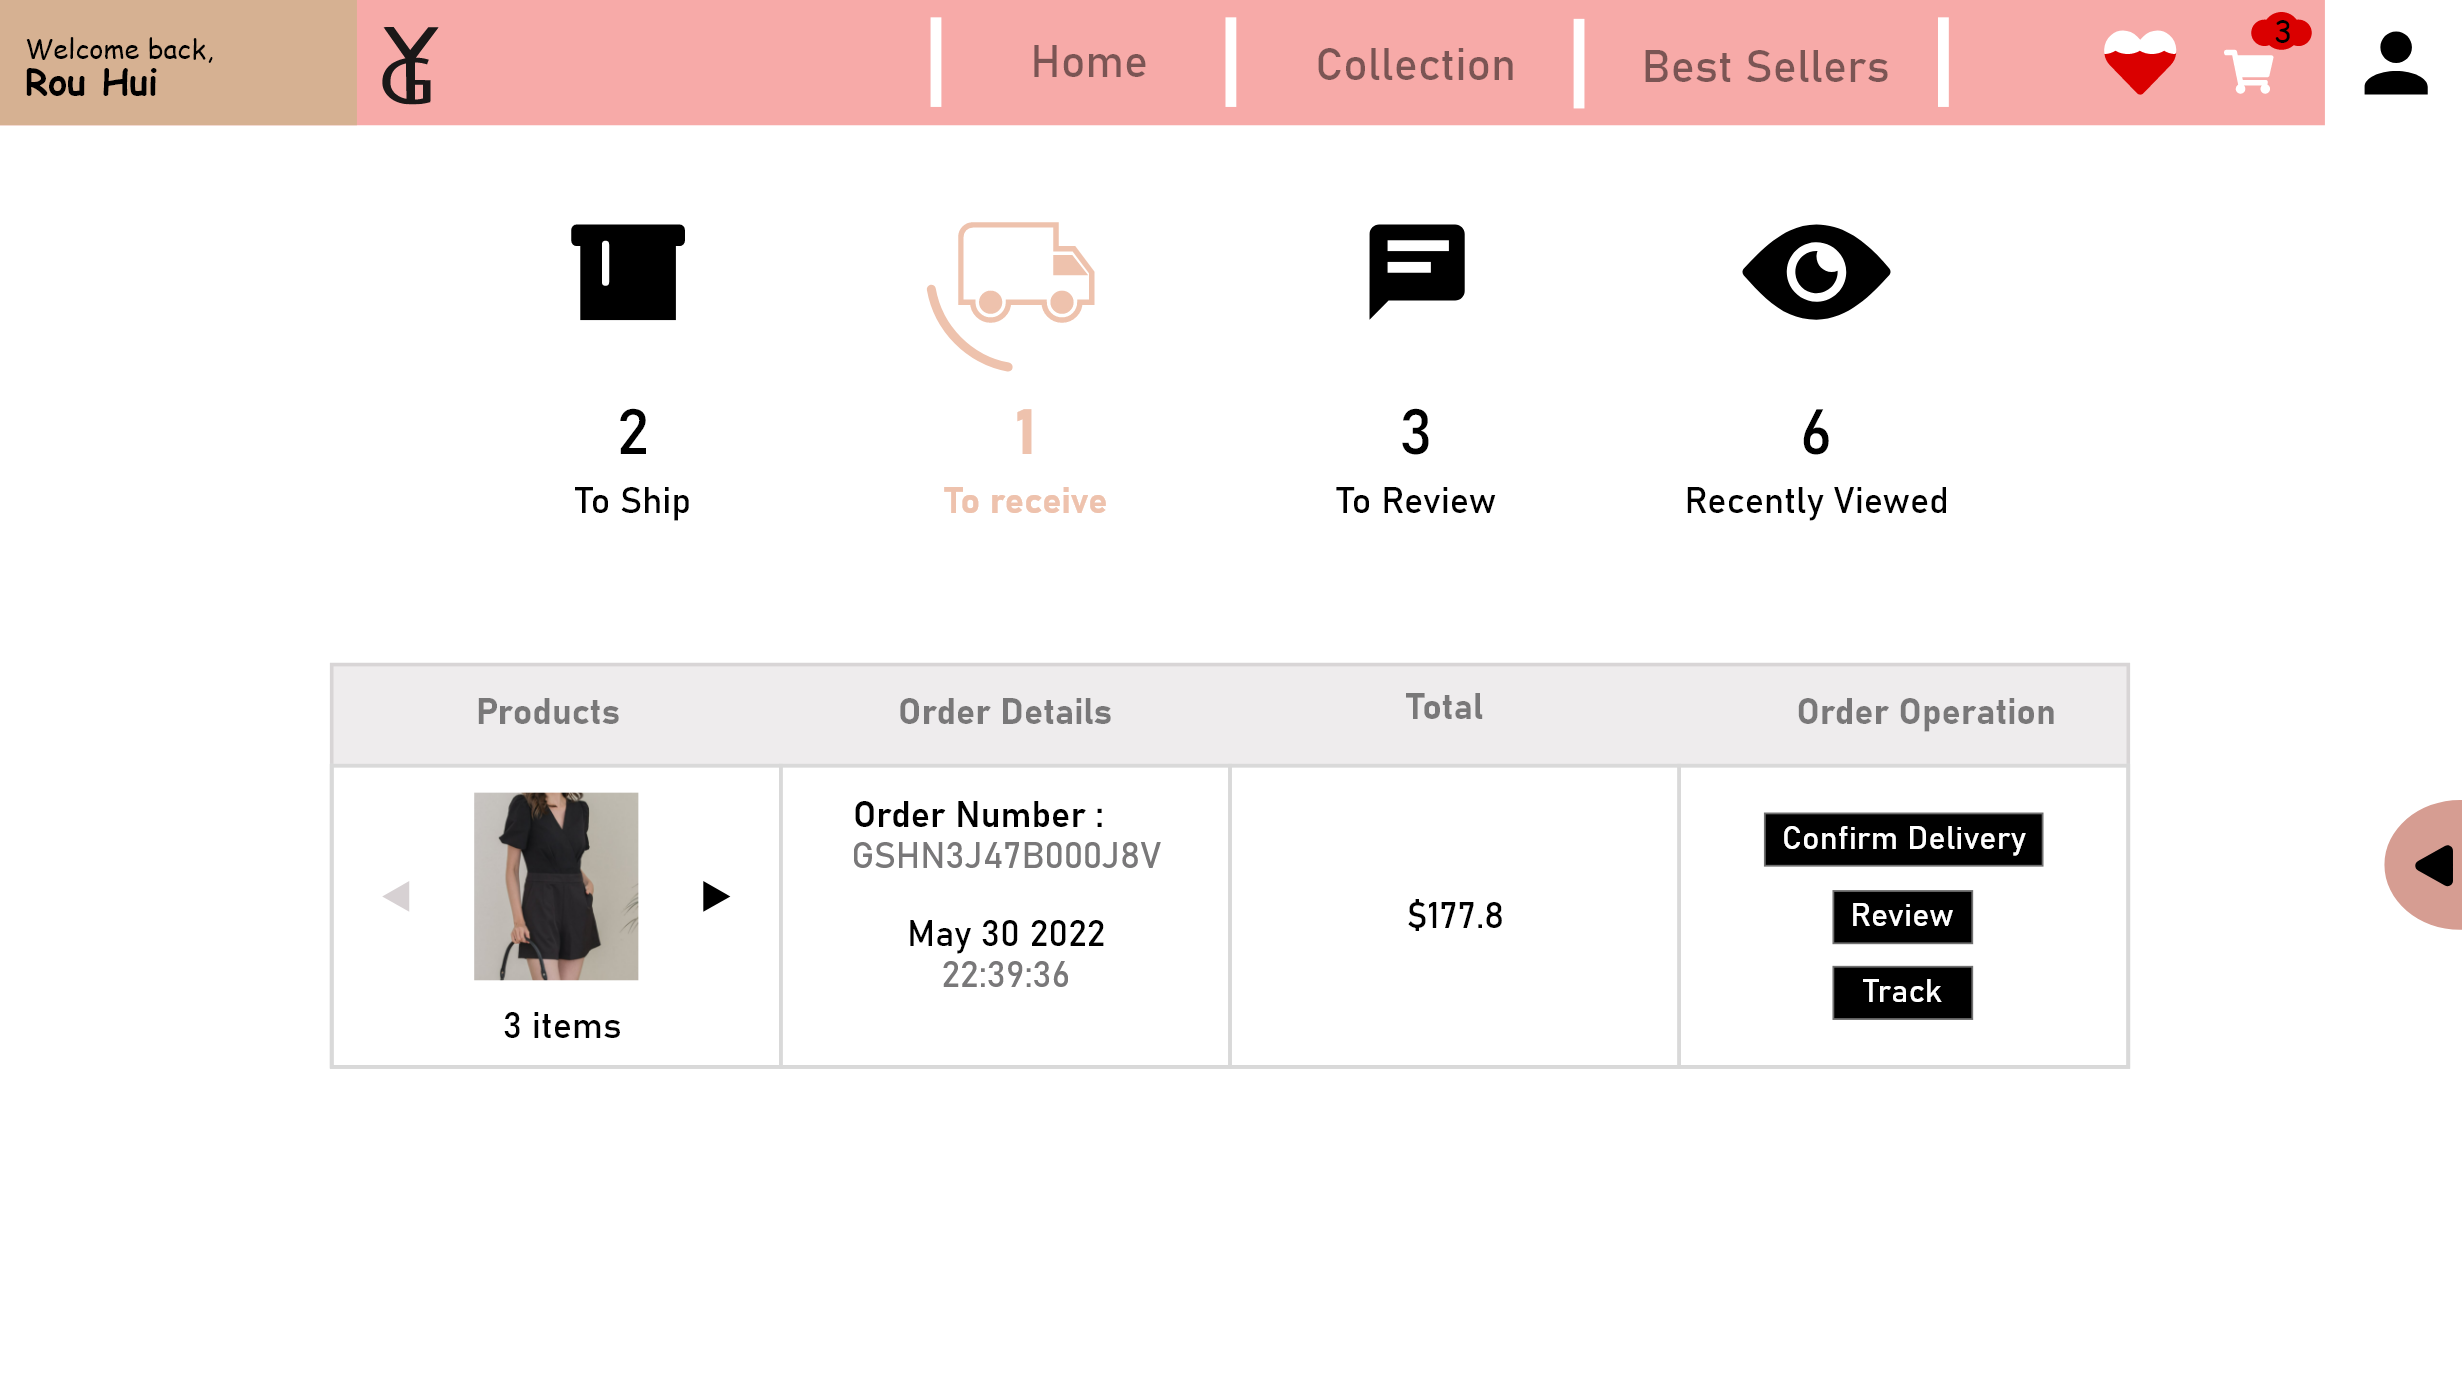 Welcome back,
Rou Hui
YG
Home
Collection
Best Sellers
3
2
To Ship
1
To receive
3
To Review
6
Recently Viewed
Products
Order Details
Total
Order Operation
3 items
Order Number :
GSHN3J47B000J8V
May 30 2022
22:39:36
$177.8
Confirm Delivery
Review
Track